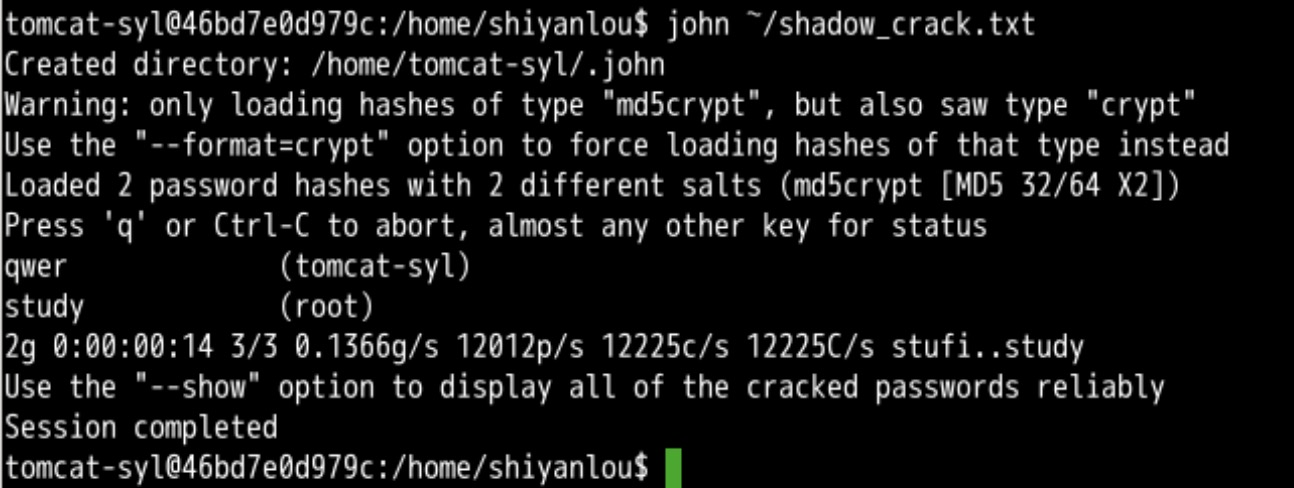 tomcat-syl@46bd7e0d979c:/home/shiyanlou$ john ~/shadow_crack.txt
Created directory: /home/tomcat-syl/.john
Warning: only loading hashes of type "md5crypt", but also saw type "crypt"
Use the "--format=crypt" option to force loading hashes of that type instead
Loaded 2 password hashes with 2 different salts (md5crypt [MD5 32/64 X2])
Press 'q' or Ctrl-C to abort, almost any other key for status
qwer             (tomcat-syl)
study            (root)
2g 0:00:00:14 3/3 0.1366g/s 12012p/s 12225c/s 12225C/s stufi..study
Use the "--show" option to display all of the cracked passwords reliably
Session completed
tomcat-syl@46bd7e0d979c:/home/shiyanlou$